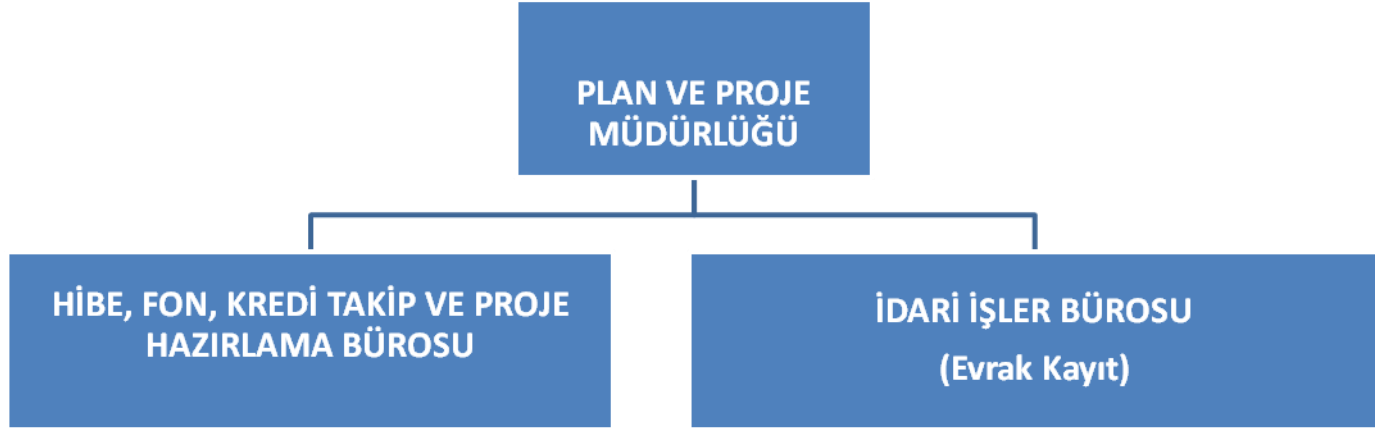 PLAN VE PROJE
MÜDÜRLÜĞÜ
HİBE, FON, KREDİ TAKİP VE PROJE
HAZIRLAMA BÜROSU
İDARİ İŞLER BÜROSU
(Evrak Kayıt)